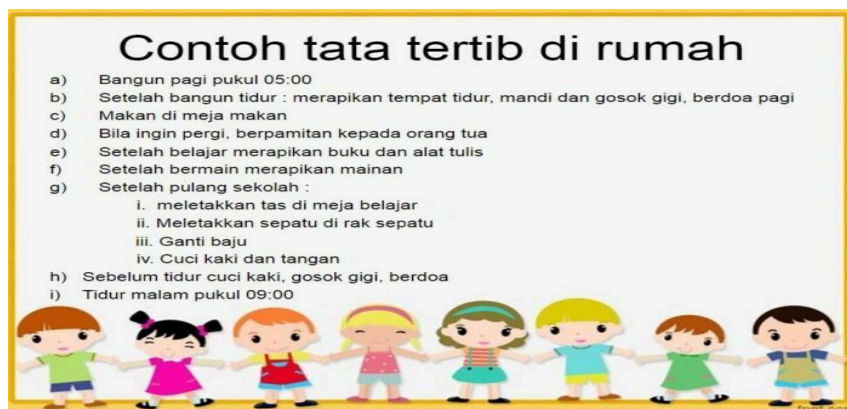 Contoh tata tertib di rumah
a) Bangun pagi pukul 05:00
b) Setelah bangun tidur : merapikan tempat tidur, mandi dan gosok gigi, berdoa pagi
c) Makan di meja makan
d) Bila ingin pergi, berpamitan kepada orang tua
e) Setelah belajar merapikan buku dan alat tulis
f) Setelah bermain merapikan mainan
g) Setelah pulang sekolah :
i. meletakkan tas di meja belajar
ii. Meletakkan sepatu di rak sepatu
iii. Ganti baju
iv. Cuci kaki dan tangan
h) Sebelum tidur cuci kaki, gosok gigi, berdoa
i) Tidur malam pukul 09:00